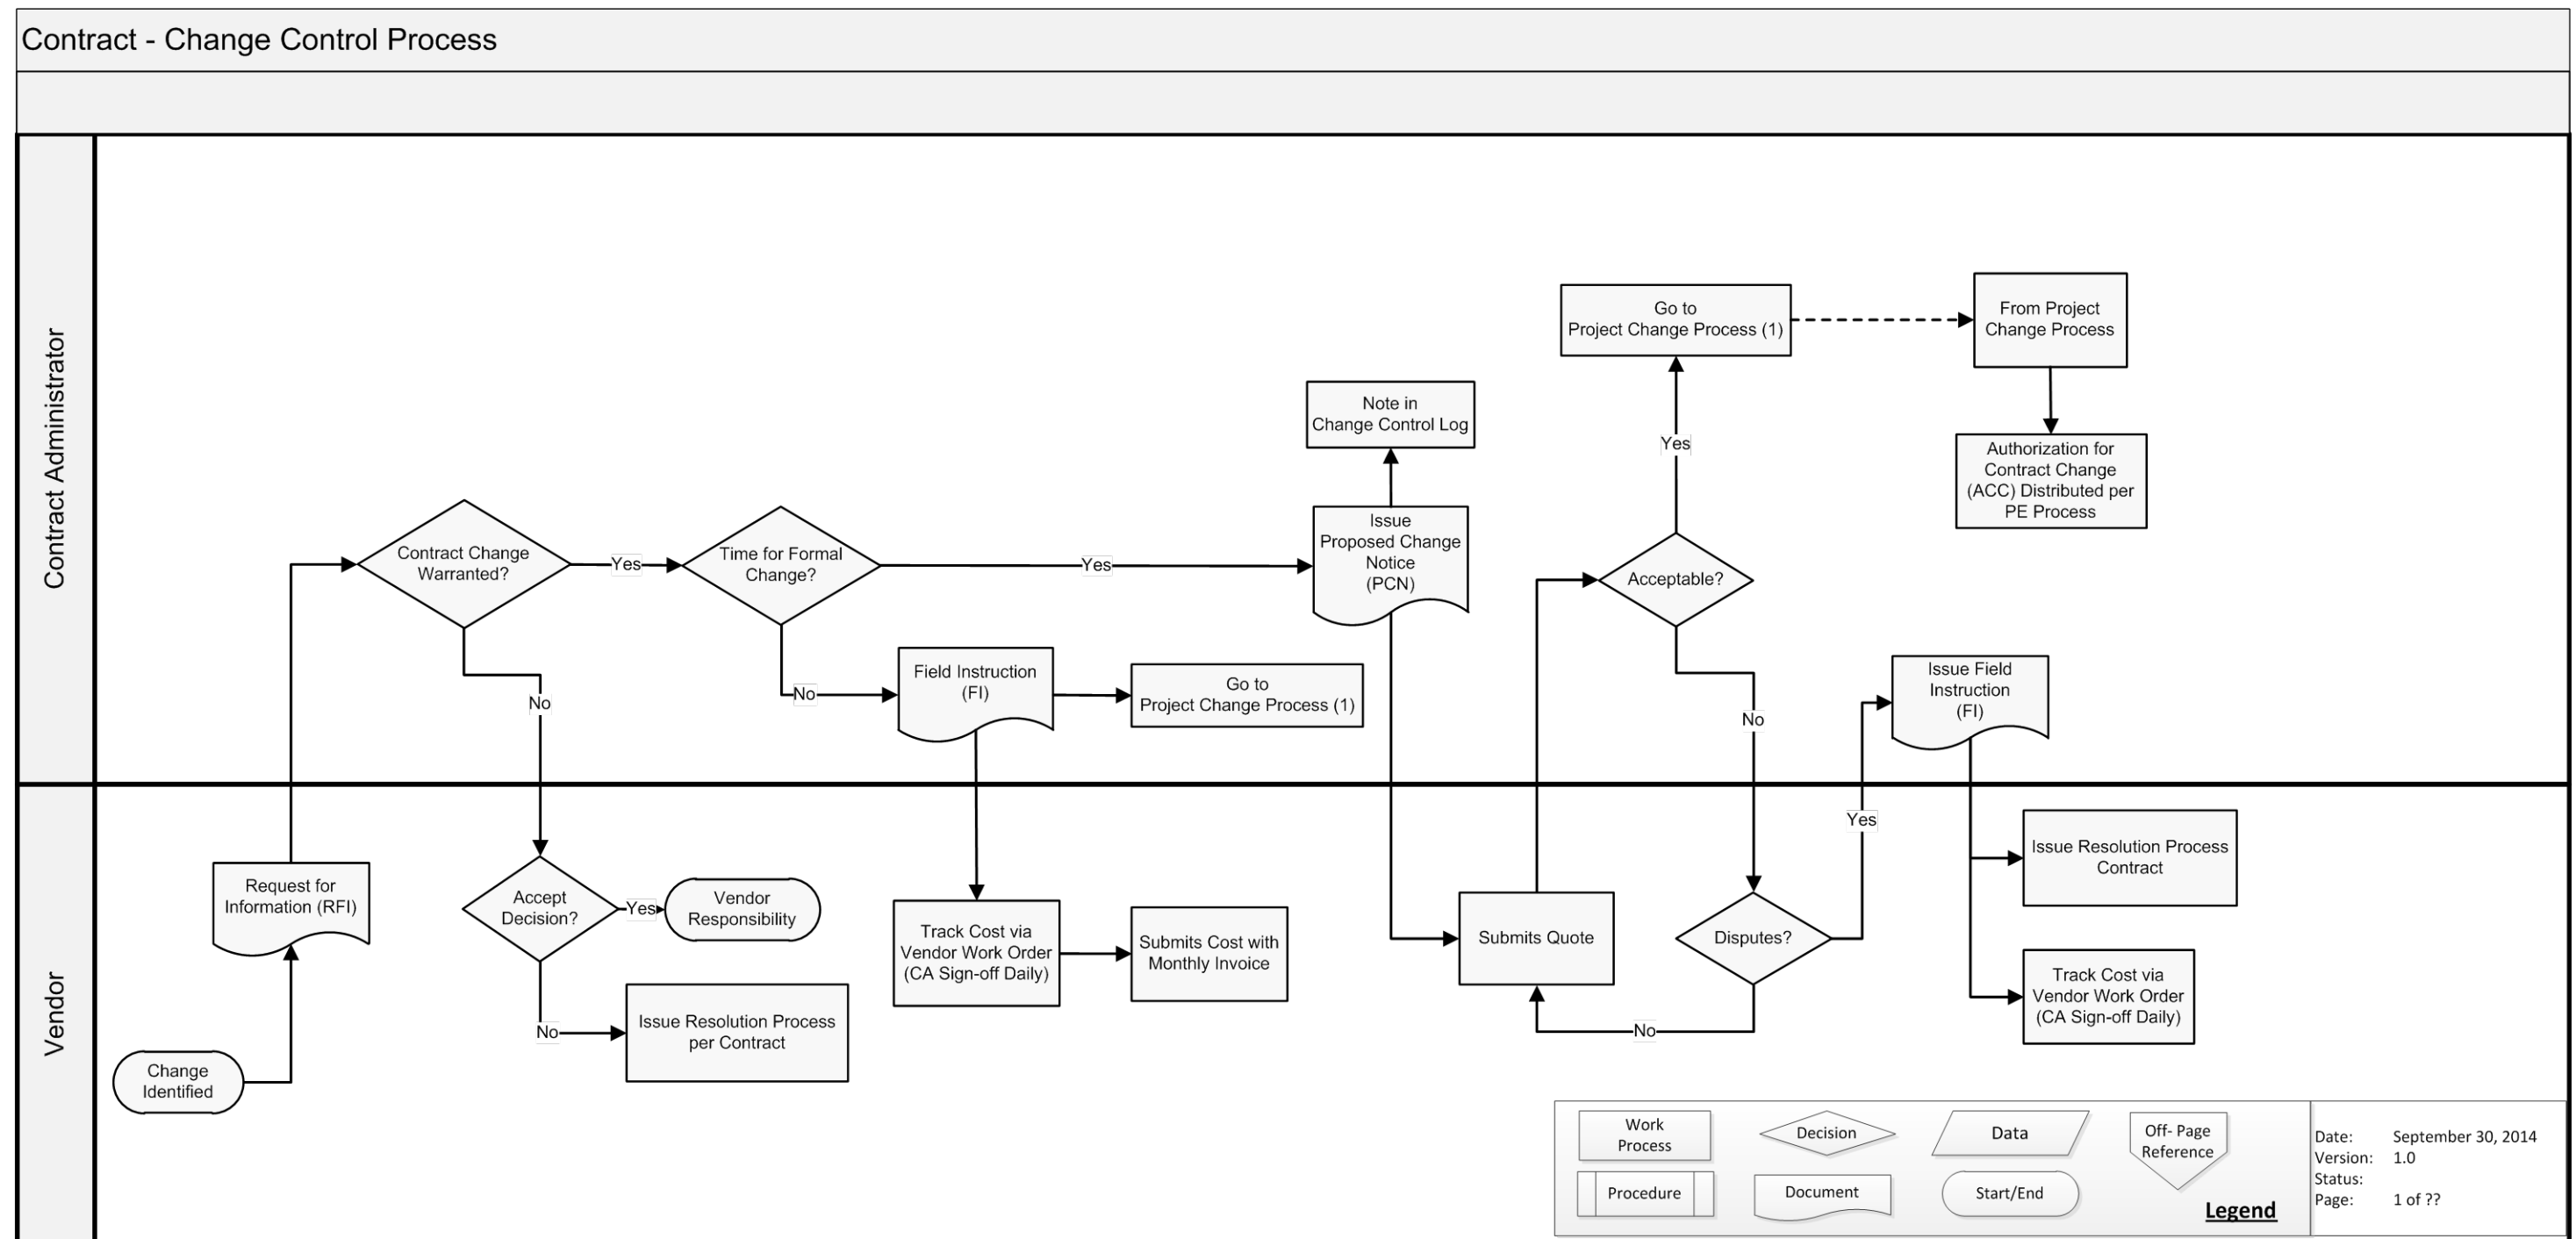 Contract - Change Control Process
Contract Administrator
Go to
Project Change Process (1)
From Project
Change Process
Note in
Change Control Log
Yes
Authorization for
Contract Change
(ACC) Distributed per
PE Process
Contract Change
Warranted?
Yes
Time for Formal
Change?
Yes
Issue
Proposed Change
Notice
(PCN)
Acceptable?
No
No
Field Instruction
(FI)
Go to
Project Change Process (1)
No
Issue Field
Instruction
(FI)
Vendor
Yes
Request for
Information (RFI)
Accept
Decision?
Yes
Vendor
Responsibility
Track Cost via
Vendor Work Order
(CA Sign-off Daily)
Submits Cost with
Monthly Invoice
Submits Quote
Disputes?
Issue Resolution Process
Contract
No
Issue Resolution Process
per Contract
No
Track Cost via
Vendor Work Order
(CA Sign-off Daily)
Change
Identified
Work
Process
Decision
Data
Off- Page
Reference
Procedure
Document
Start/End
Legend
Date: September 30, 2014
Version: 1.0
Status:
Page: 1 of ??